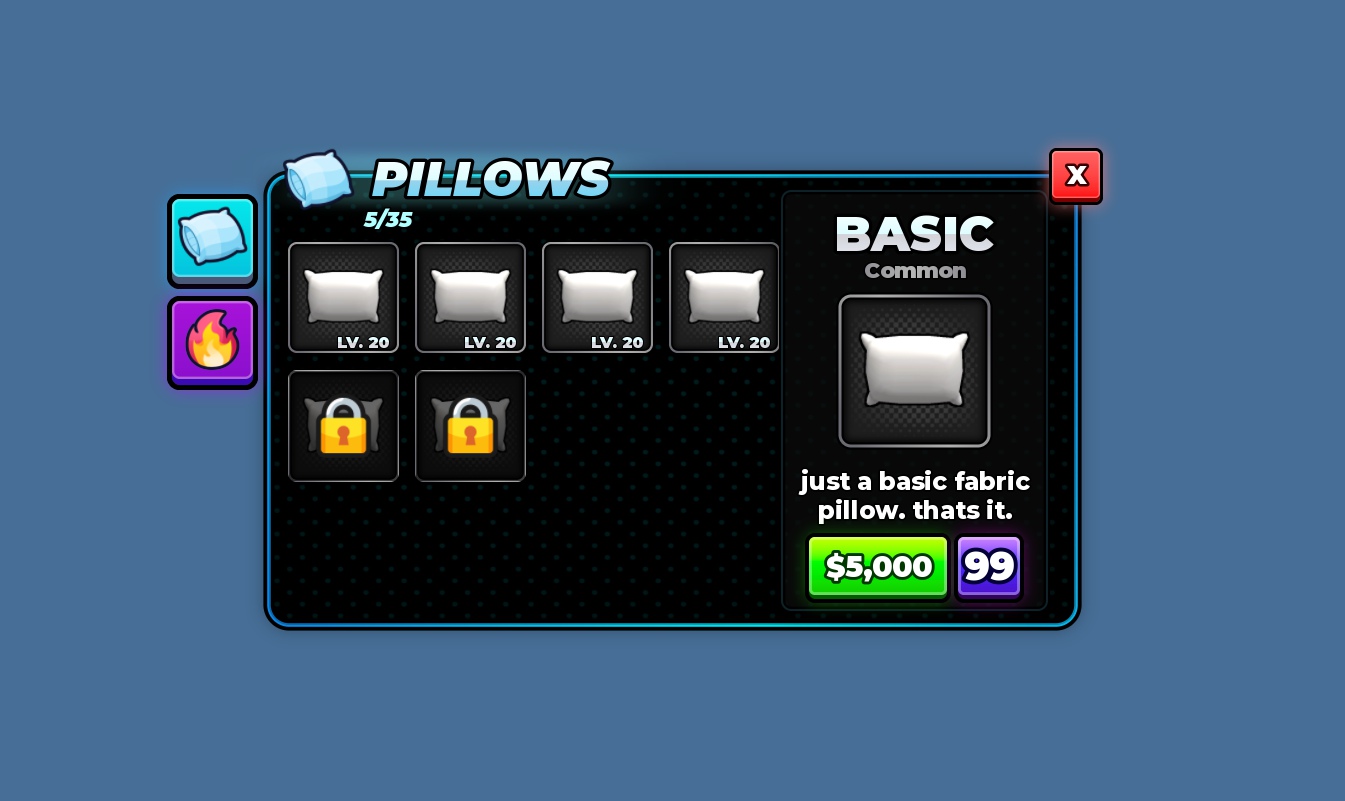 PILLOWS
X
5/35
LV. 20
LV. 20
LV. 20
LV. 20
BASIC
Common
just a basic fabric
pillow. thats it.
$5,000
99